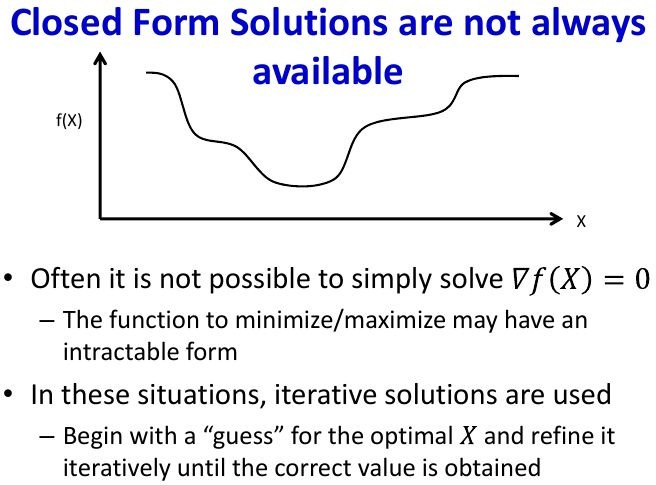 Closed Form Solutions are not always
available
f(X)
X
• Often it is not possible to simply solve ∇f(X) = 0
– The function to minimize/maximize may have an
intractable form
• In these situations, iterative solutions are used
– Begin with a “guess” for the optimal X and refine it
iteratively until the correct value is obtained